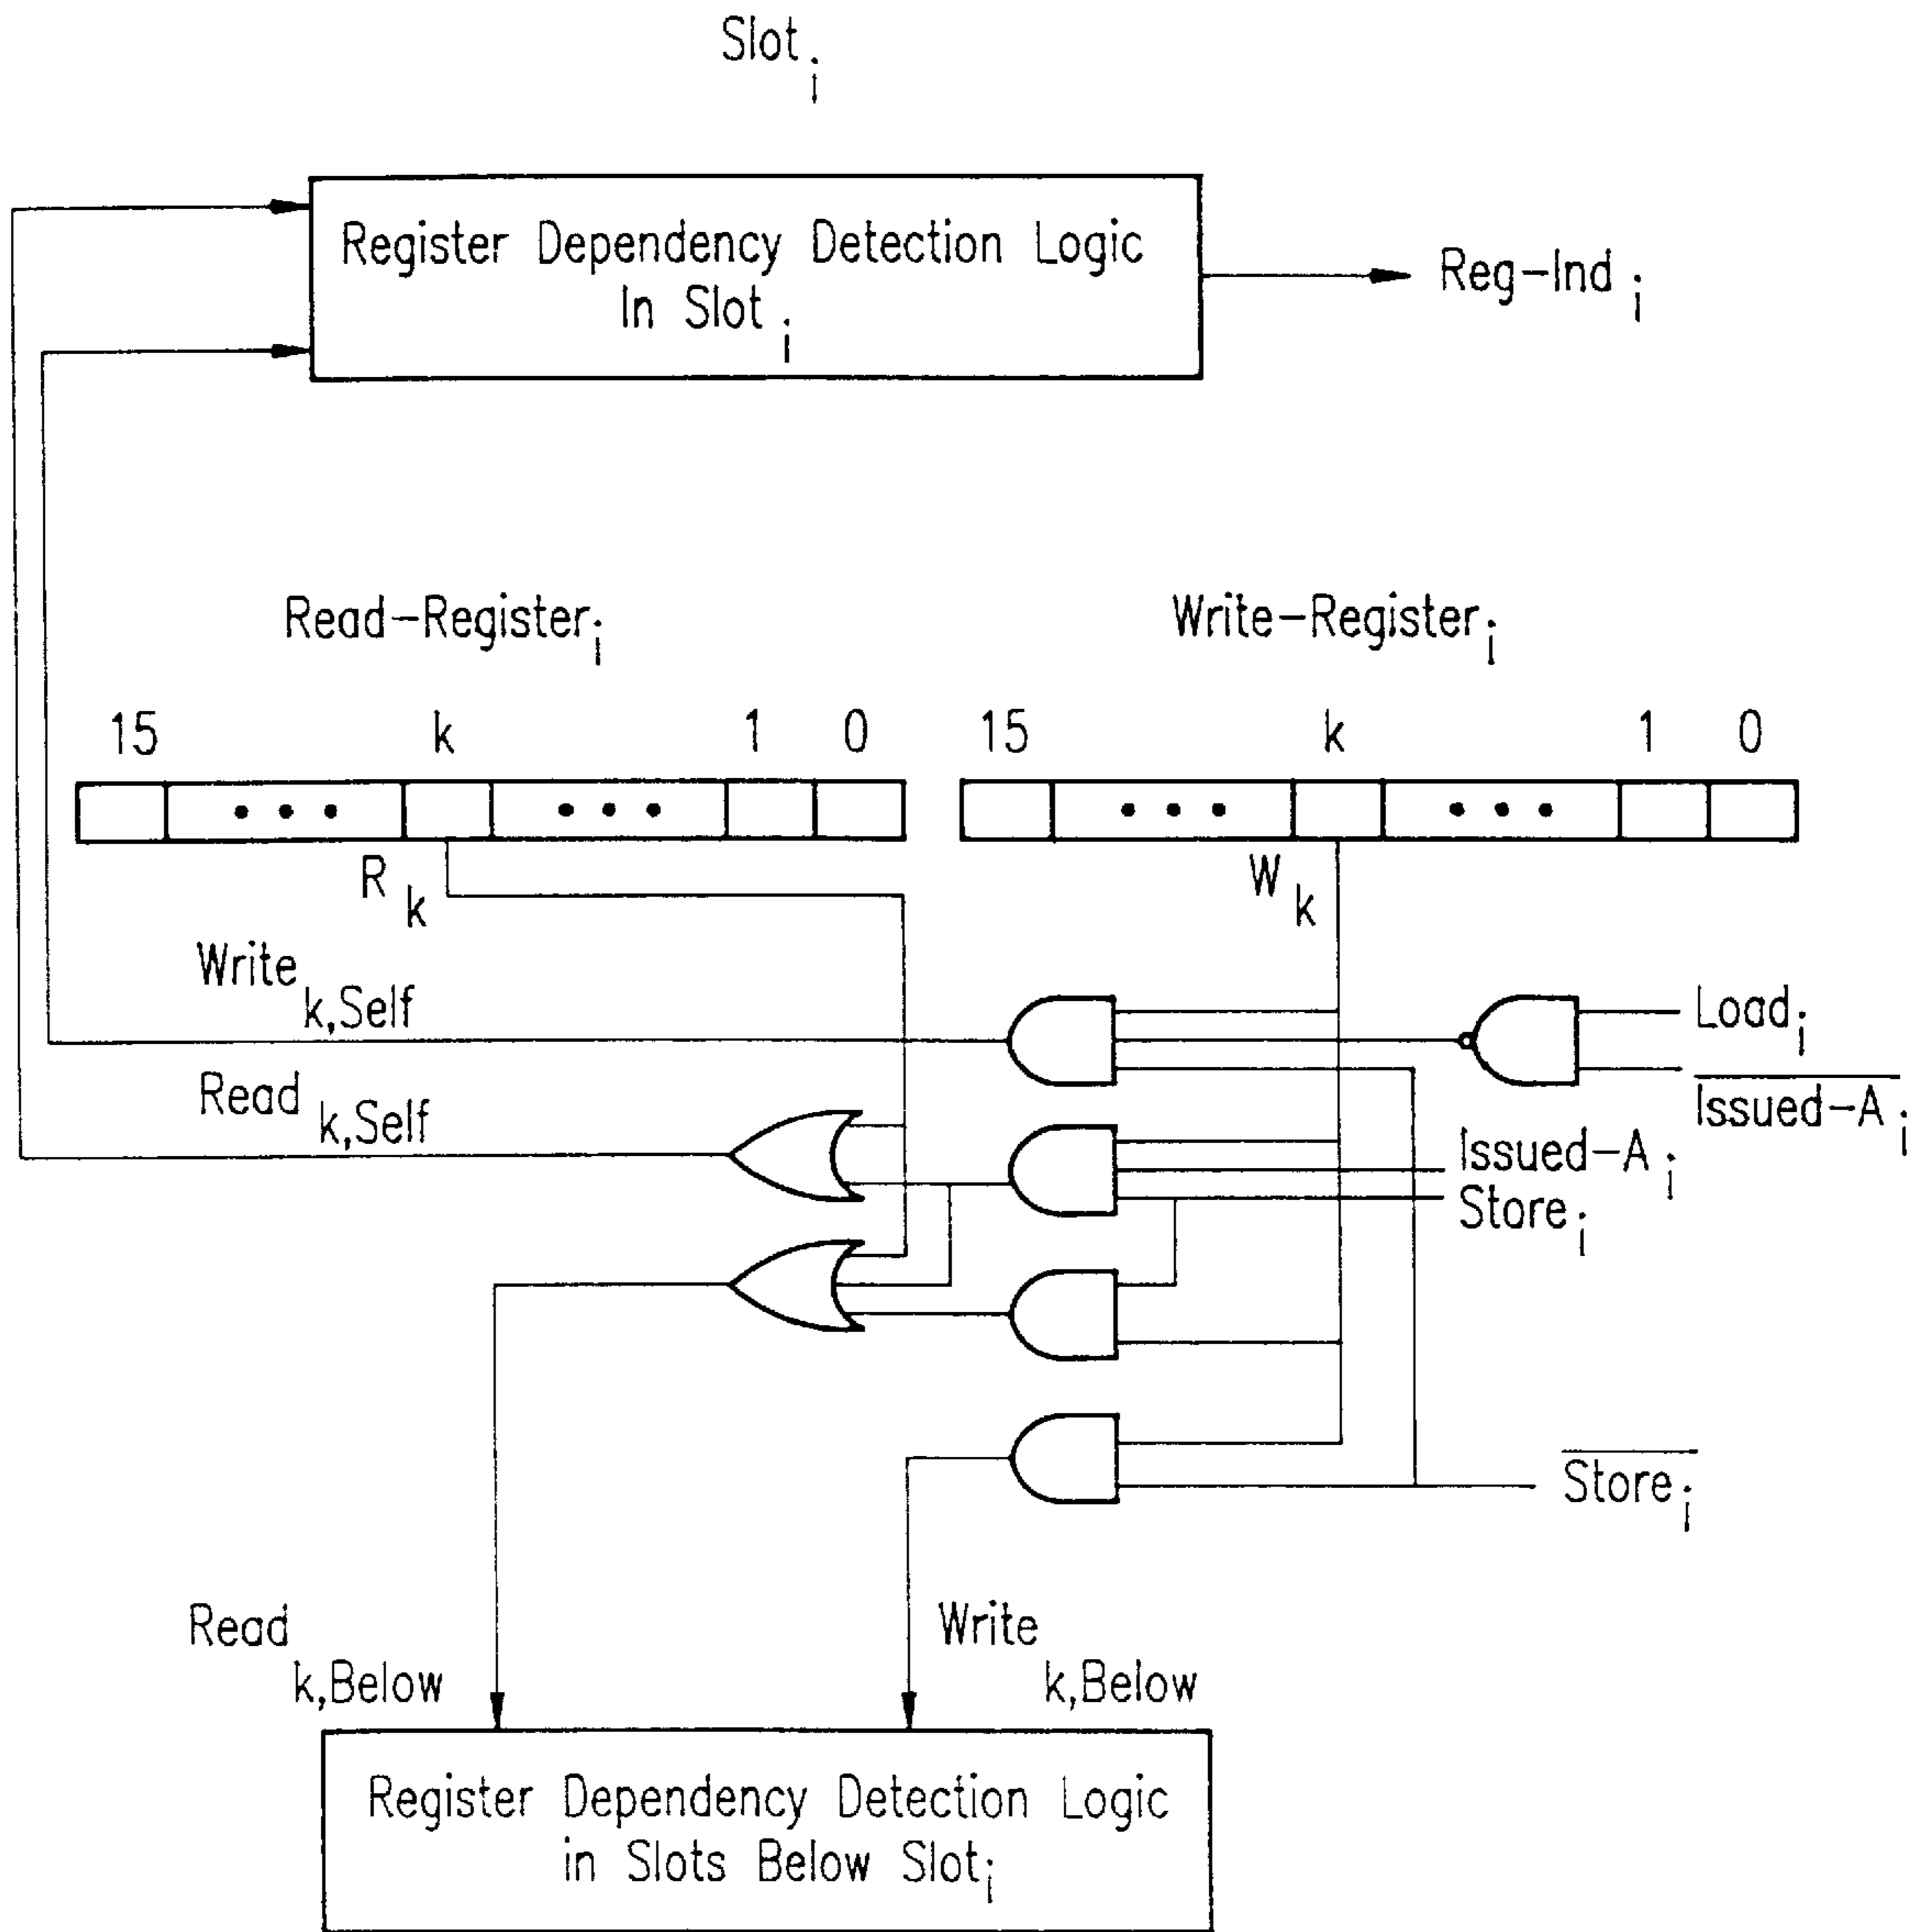 Slot i
Register Dependency Detection Logic
In Slot i
Reg-Ind i
Read-Register i
Write-Register i
15 k 1 0
15 k 1 0
R k
W k
Write k,Self
Load i
Read k,Self
Issued-A i
Issued-A i
Store i
Store i
Read k,Below
Write k,Below
Register Dependency Detection Logic
in Slots Below Slot i